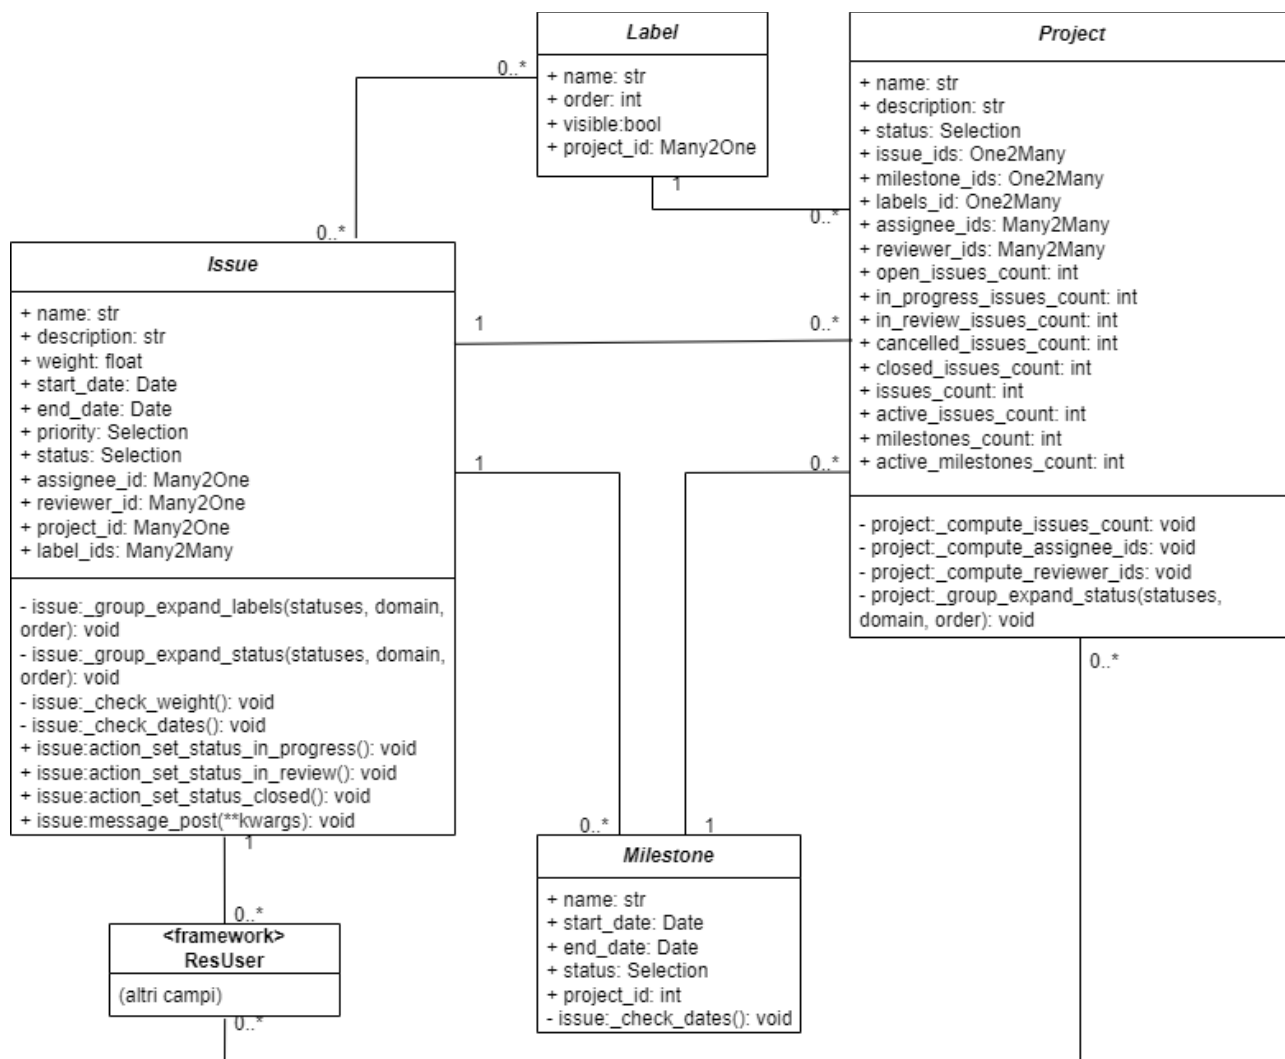 Label
+ name: str
+ order: int
+ visible:bool
+ project_id: Many2One
0..*
0..*
1
0..*
Project
+ name: str
+ description: str
+ status: Selection
+ issue_ids: One2Many
+ milestone_ids: One2Many
+ labels_id: One2Many
+ assignee_ids: Many2Many
+ reviewer_ids: Many2Many
+ open_issues_count: int
+ in_progress_issues_count: int
+ in_review_issues_count: int
+ cancelled_issues_count: int
+ closed_issues_count: int
+ issues_count: int
+ active_issues_count: int
+ milestones_count: int
+ active_milestones_count: int
- project:_compute_issues_count: void
- project:_compute_assignee_ids: void
- project:_compute_reviewer_ids: void
- project:_group_expand_status(statuses,
domain, order): void
0..*
Issue
+ name: str
+ description: str
+ weight: float
+ start_date: Date
+ end_date: Date
+ priority: Selection
+ status: Selection
+ assignee_id: Many2One
+ reviewer_id: Many2One
+ project_id: Many2One
+ label_ids: Many2Many
- issue:_group_expand_labels(statuses, domain,
order): void
- issue:_group_expand_status(statuses, domain,
order): void
- issue:_check_weight(): void
- issue:_check_dates(): void
+ issue:action_set_status_in_progress(): void
+ issue:action_set_status_in_review(): void
+ issue:action_set_status_closed(): void
+ issue:message_post(**kwargs): void
1
0..*
1
0..*
0..*
1
1
0..*
<framework>
ResUser
(altri campi)
0..*
Milestone
+ name: str
+ start_date: Date
+ end_date: Date
+ status: Selection
+ project_id: int
- issue:_check_dates(): void